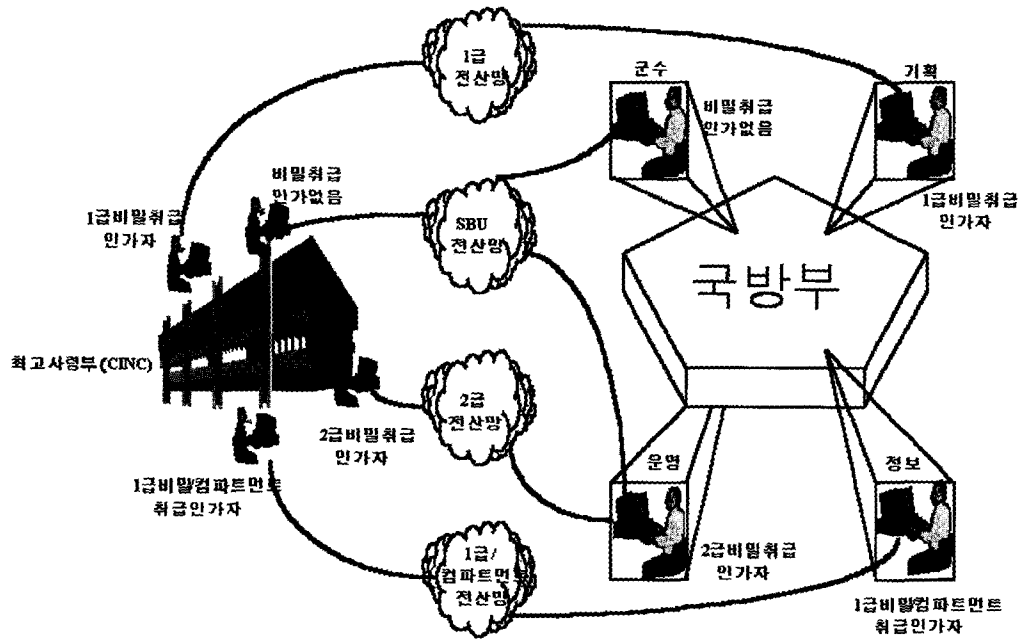 1급
전산망
군수
기획
비밀취급
인가없음
비밀취급
인가없음
1급비밀취급
인가자
1급비밀취급
인가자
SBU
전산망
국방부
최고사령부(CINC)
2급
전산망
2급비밀취급
인가자
운영
정보
1급비밀컴파트먼트
취급인가자
1급/
컴파트먼트
전산망
2급비밀취급
인가자
1급비밀컴파트먼트
취급인가자